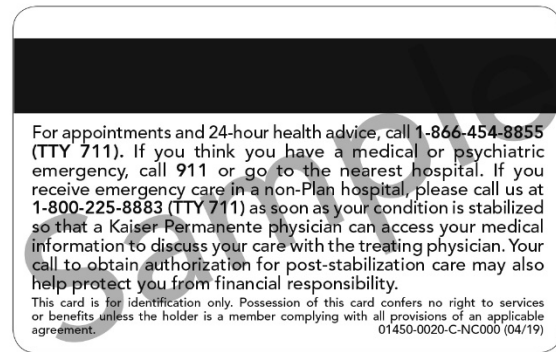 For appointments and 24-hour health advice, call 1-866-454-8855
(TTY 711). If you think you have a medical or psychiatric
emergency, call 911 or go to the nearest hospital. If you
receive emergency care in a non-Plan hospital, please call us at
1-800-225-8883 (TTY 711) as soon as your condition is stabilized
so that a Kaiser Permanente physician can access your medical
information to discuss your care with the treating physician. Your
call to obtain authorization for post-stabilization care may also
help protect you from financial responsibility.
This card is for identification only. Possession of this card confers no right to services
or benefits unless the holder is a member complying with all provisions of an applicable
agreement. 01450-0020-C-NC000 (04/19)
Sample